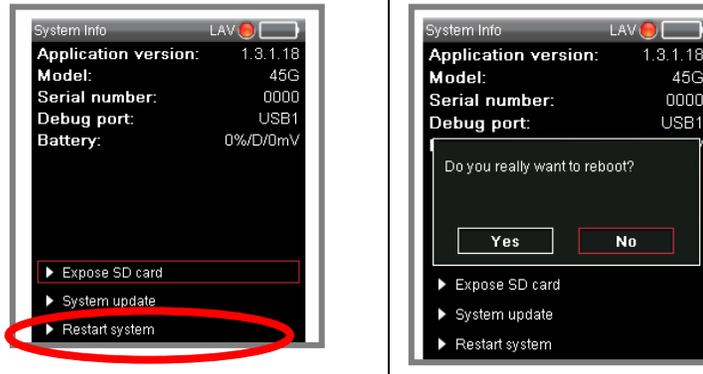 System Info LAV
Application version: 1.3.1.18
Model: 45G
Serial number: 0000
Debug port: USB1
Battery: 0%/D/0mV
Expose SD card
System update
Restart system
System Info LAV
Application version: 1.3.1.18
Model: 45G
Serial number: 0000
Debug port: USB1
Do you really want to reboot?
Yes No
Expose SD card
System update
Restart system